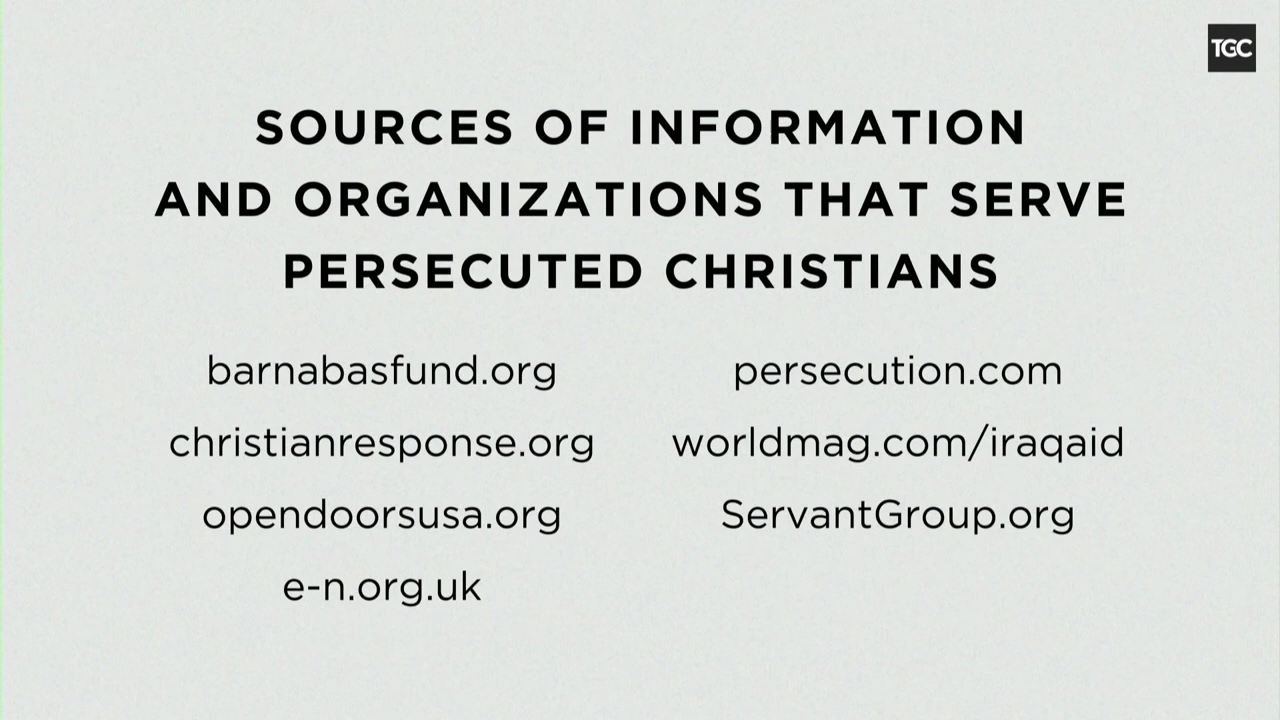 TGC
SOURCES OF INFORMATION
AND ORGANIZATIONS THAT SERVE
PERSECUTED CHRISTIANS
barnabasfund.org
christianresponse.org
opendoorsusa.org
e-n.org.uk
persecution.com
worldmag.com/iraqaid
ServantGroup.org